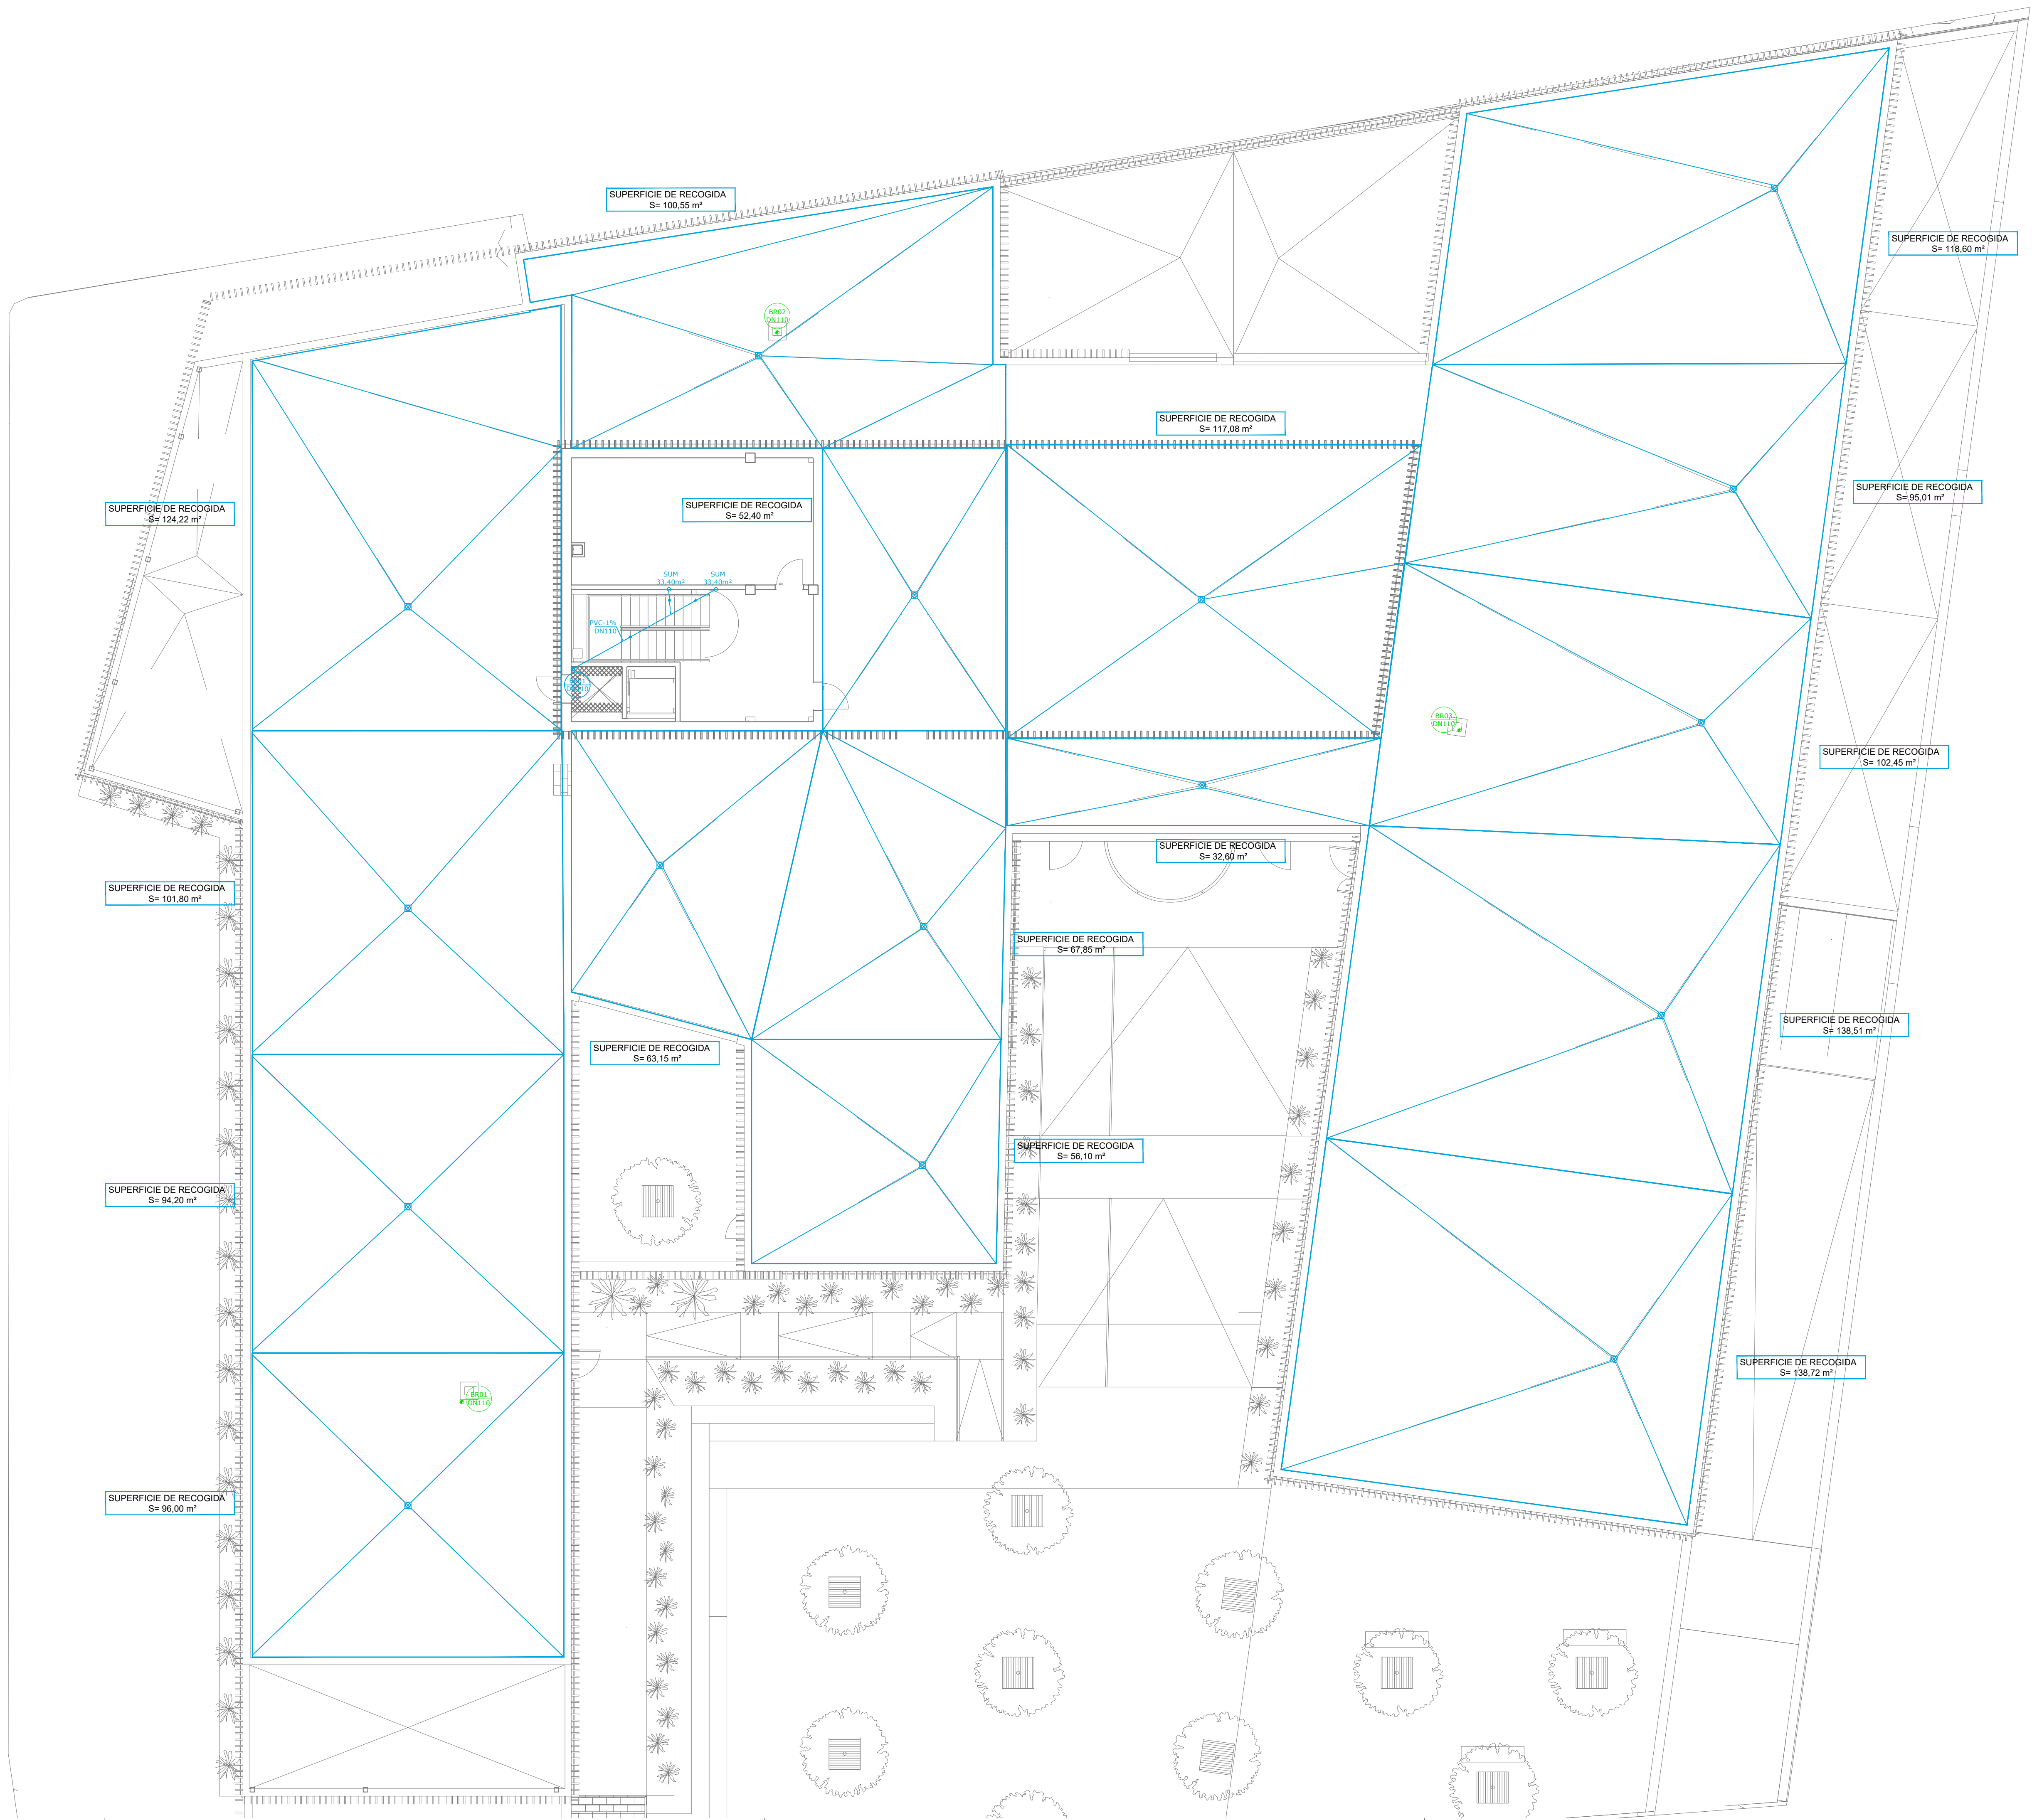 SUPERFICIE DE RECOGIDA
S= 100,55 m²
SUPERFICIE DE RECOGIDA
S= 118,60 m²
BR02
DN110
SUPERFICIE DE RECOGIDA
S= 117,08 m²
SUPERFICIE DE RECOGIDA
S= 95,01 m²
SUPERFICIE DE RECOGIDA
S= 52,40 m²
SUPERFICIE DE RECOGIDA
S= 124,22 m²
SUM
33.40m²
SUM
33.40m²
PVC-1%
DN110
DN110
BR03
DN110
SUPERFICIE DE RECOGIDA
S= 102,45 m²
SUPERFICIE DE RECOGIDA
S= 32,60 m²
SUPERFICIE DE RECOGIDA
S= 101,80 m²
SUPERFICIE DE RECOGIDA
S= 67,85 m²
SUPERFICIE DE RECOGIDA
S= 138,51 m²
SUPERFICIE DE RECOGIDA
S= 63,15 m²
SUPERFICIE DE RECOGIDA
S= 56,10 m²
SUPERFICIE DE RECOGIDA
S= 94,20 m²
SUPERFICIE DE RECOGIDA
S= 138,72 m²
BR01
DN110
SUPERFICIE DE RECOGIDA
S= 96,00 m²